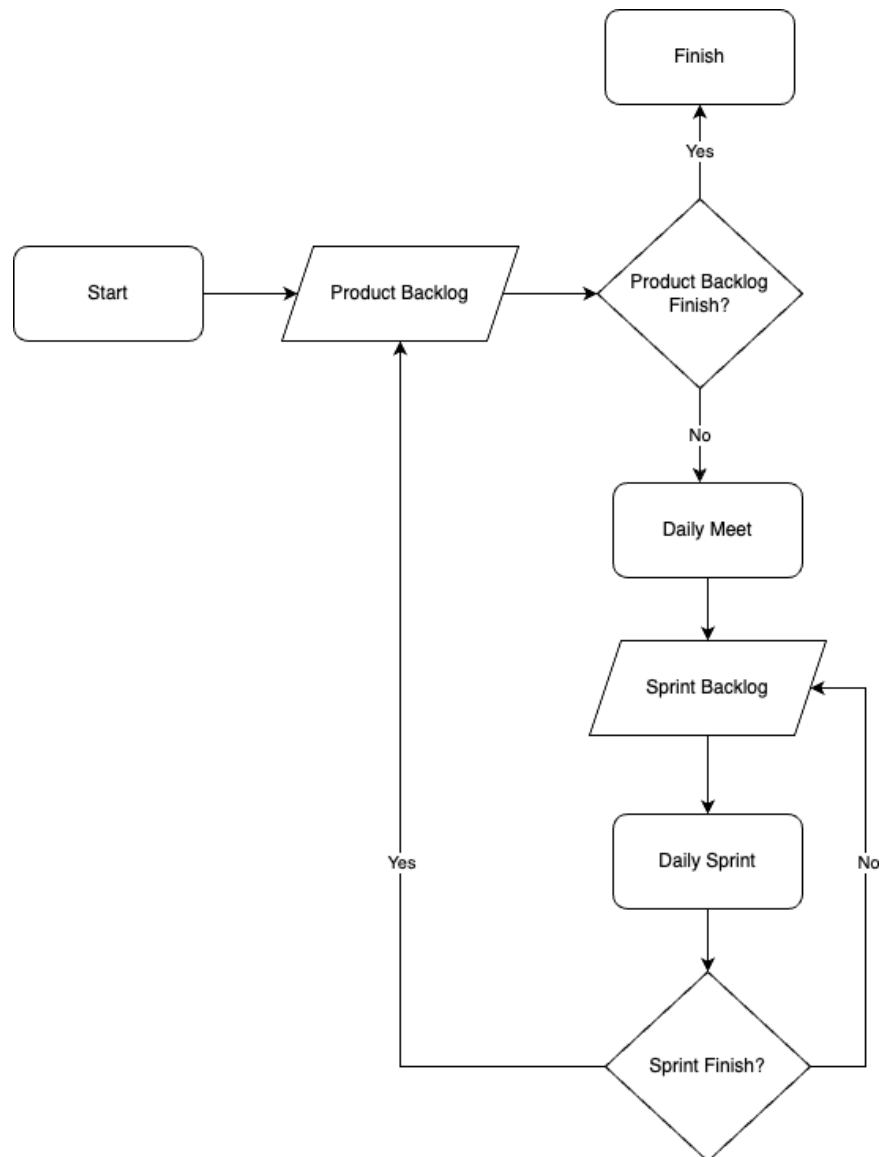 Finish
Yes
Start
Product Backlog
Product Backlog
Finish?
No
Daily Meet
Sprint Backlog
Daily Sprint
Yes
No
Sprint Finish?